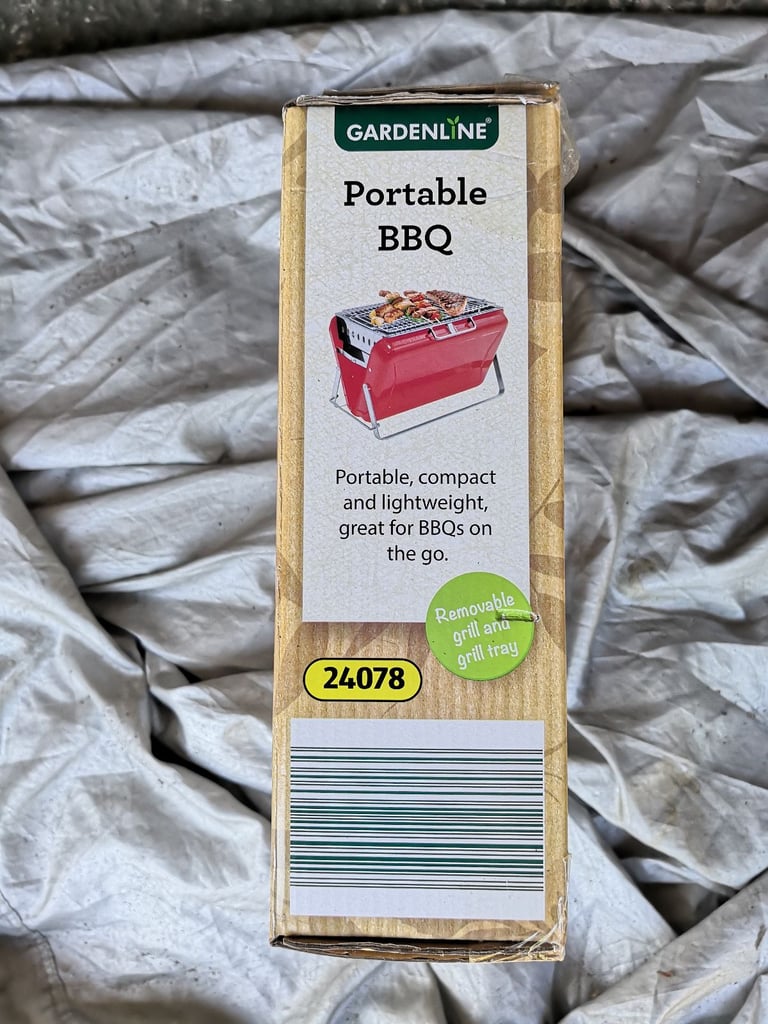 GARDENLINE®
Portable
BBQ
Portable, compact
and lightweight,
great for BBQs on
the go.
Removable
grill and
grill tray
24078